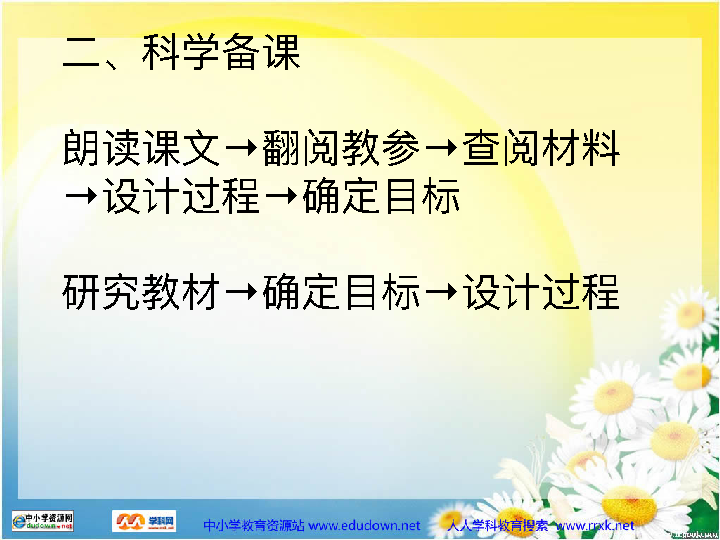 二、科学备课
朗读课文→翻阅教参→查阅材料
→设计过程→确定目标
研究教材→确定目标→设计过程
中小学资源网
学科网
中小学教育资源站 www.edudown.net 人人学科教育搜索 www.rrxk.net